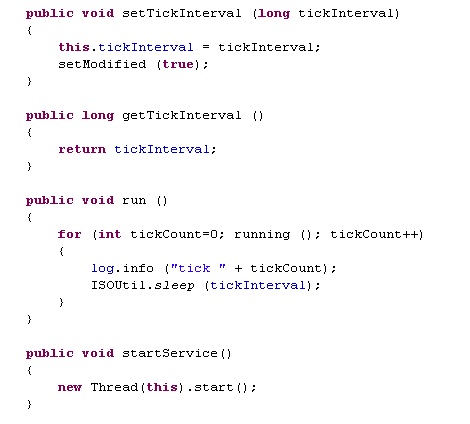 public void setTickInterval (long tickInterval)
{
    this.tickInterval = tickInterval;
    setModified (true);
}

public long getTickInterval ()
{
    return tickInterval;
}

public void run ()
{
    for (int tickCount=0; running (); tickCount++)
    {
        log.info ("tick " + tickCount);
        ISOUtil.sleep (tickInterval);
    }
}

public void startService()
{
    new Thread(this).start();
}